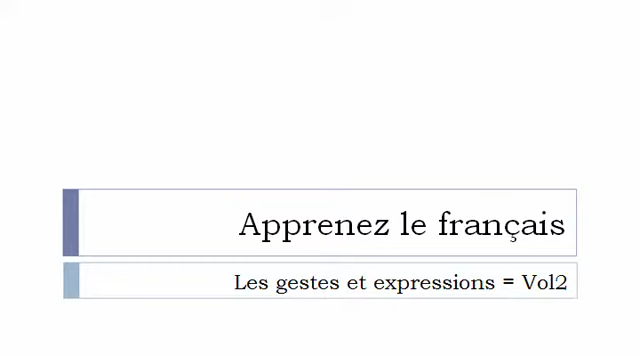 Apprenez le français
Les gestes et expressions = Vol2